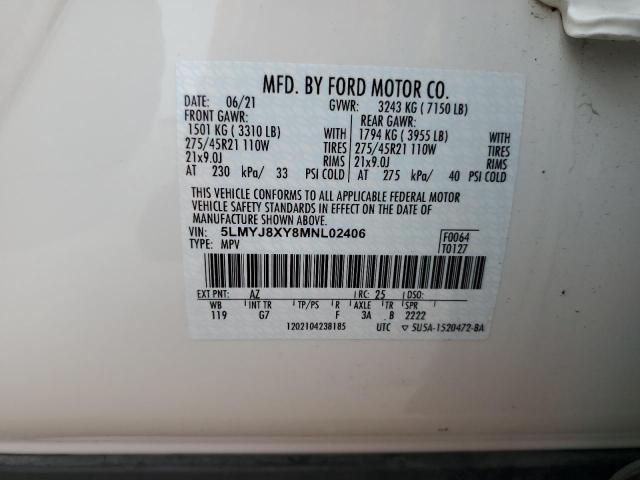 MFD. BY FORD MOTOR CO.
DATE: 06/21 GVWR: 3243 KG ( 7150 LB)
FRONT GAWR: REAR GAWR:
1501 KG ( 3310 LB) WITH 1794 KG ( 3955 LB) WITH
275/45R21 110W TIRES 275/45R21 110W TIRES
21x9.0J RIMS 21x9.0J RIMS
AT 230 kPa/ 33 PSI COLD AT 275 kPa/ 40 PSI COLD
THIS VEHICLE CONFORMS TO ALL APPLICABLE FEDERAL MOTOR
VEHICLE SAFETY STANDARDS IN EFFECT ON THE DATE OF
MANUFACTURE SHOWN ABOVE.
VIN: 5LMYJ8XY8MNL02406 F0064
TYPE: MPV T0127
EXT PNT: AZ RC: 25 DSO:
WB INT TR TP/PS R AXLE TR SPR
119 G7 F 3A B 2222
1202104238185 UTC ▽ 5U5A-1520472-BA